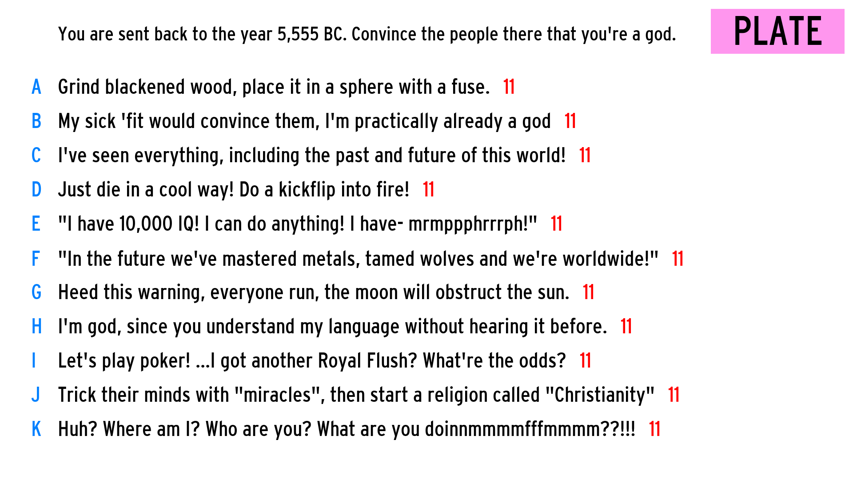 You are sent back to the year 5,555 BC. Convince the people there that you're a god.
PLATE
A Grind blackened wood, place it in a sphere with a fuse. 11
B My sick 'fit would convince them, I'm practically already a god 11
C I've seen everything, including the past and future of this world! 11
D Just die in a cool way! Do a kickflip into fire! 11
E "I have 10,000 IQ! I can do anything! I have- mrmppphrrrph!" 11
F "In the future we've mastered metals, tamed wolves and we're worldwide!" 11
G Heed this warning, everyone run, the moon will obstruct the sun. 11
H I'm god, since you understand my language without hearing it before. 11
I Let's play poker! ...I got another Royal Flush? What're the odds? 11
J Trick their minds with "miracles", then start a religion called "Christianity" 11
K Huh? Where am I? Who are you? What are you doinnmmmmfffmmmm??!!! 11